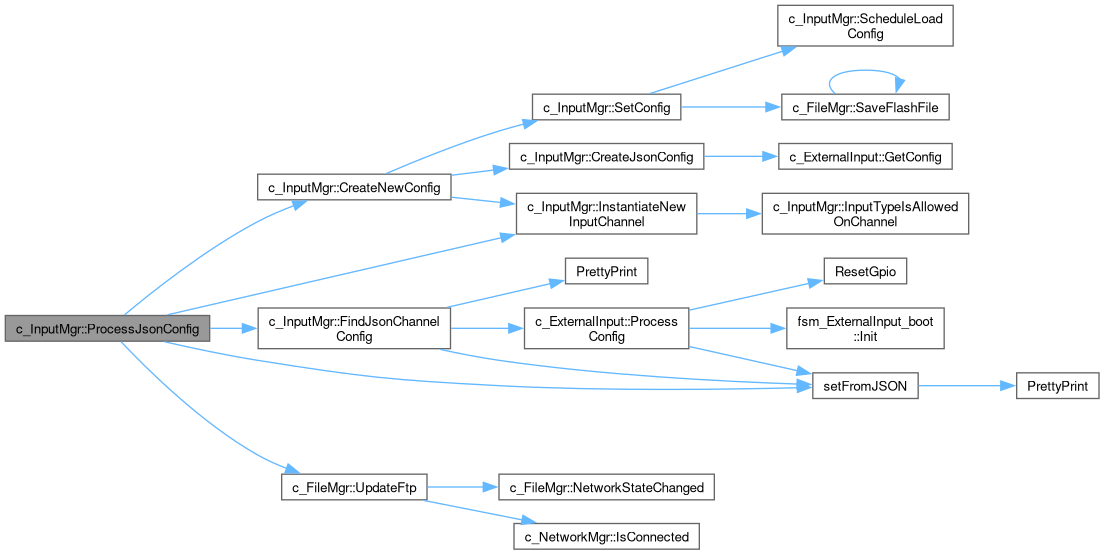 c_InputMgr::ScheduleLoad
Config
c_InputMgr::SetConfig
c_FileMgr::SaveFlashFile
c_InputMgr::CreateJsonConfig
c_ExternalInput::GetConfig
c_InputMgr::CreateNewConfig
c_InputMgr::InstantiateNew
InputChannel
c_InputMgr::InputTypeIsAllowed
OnChannel
PrettyPrint
ResetGpio
c_InputMgr::ProcessJsonConfig
c_InputMgr::FindJsonChannel
Config
c_ExternalInput::Process
Config
fsm_ExternalInput_boot
::Init
setFromJSON
PrettyPrint
c_FileMgr::UpdateFtp
c_FileMgr::NetworkStateChanged
c_NetworkMgr::IsConnected